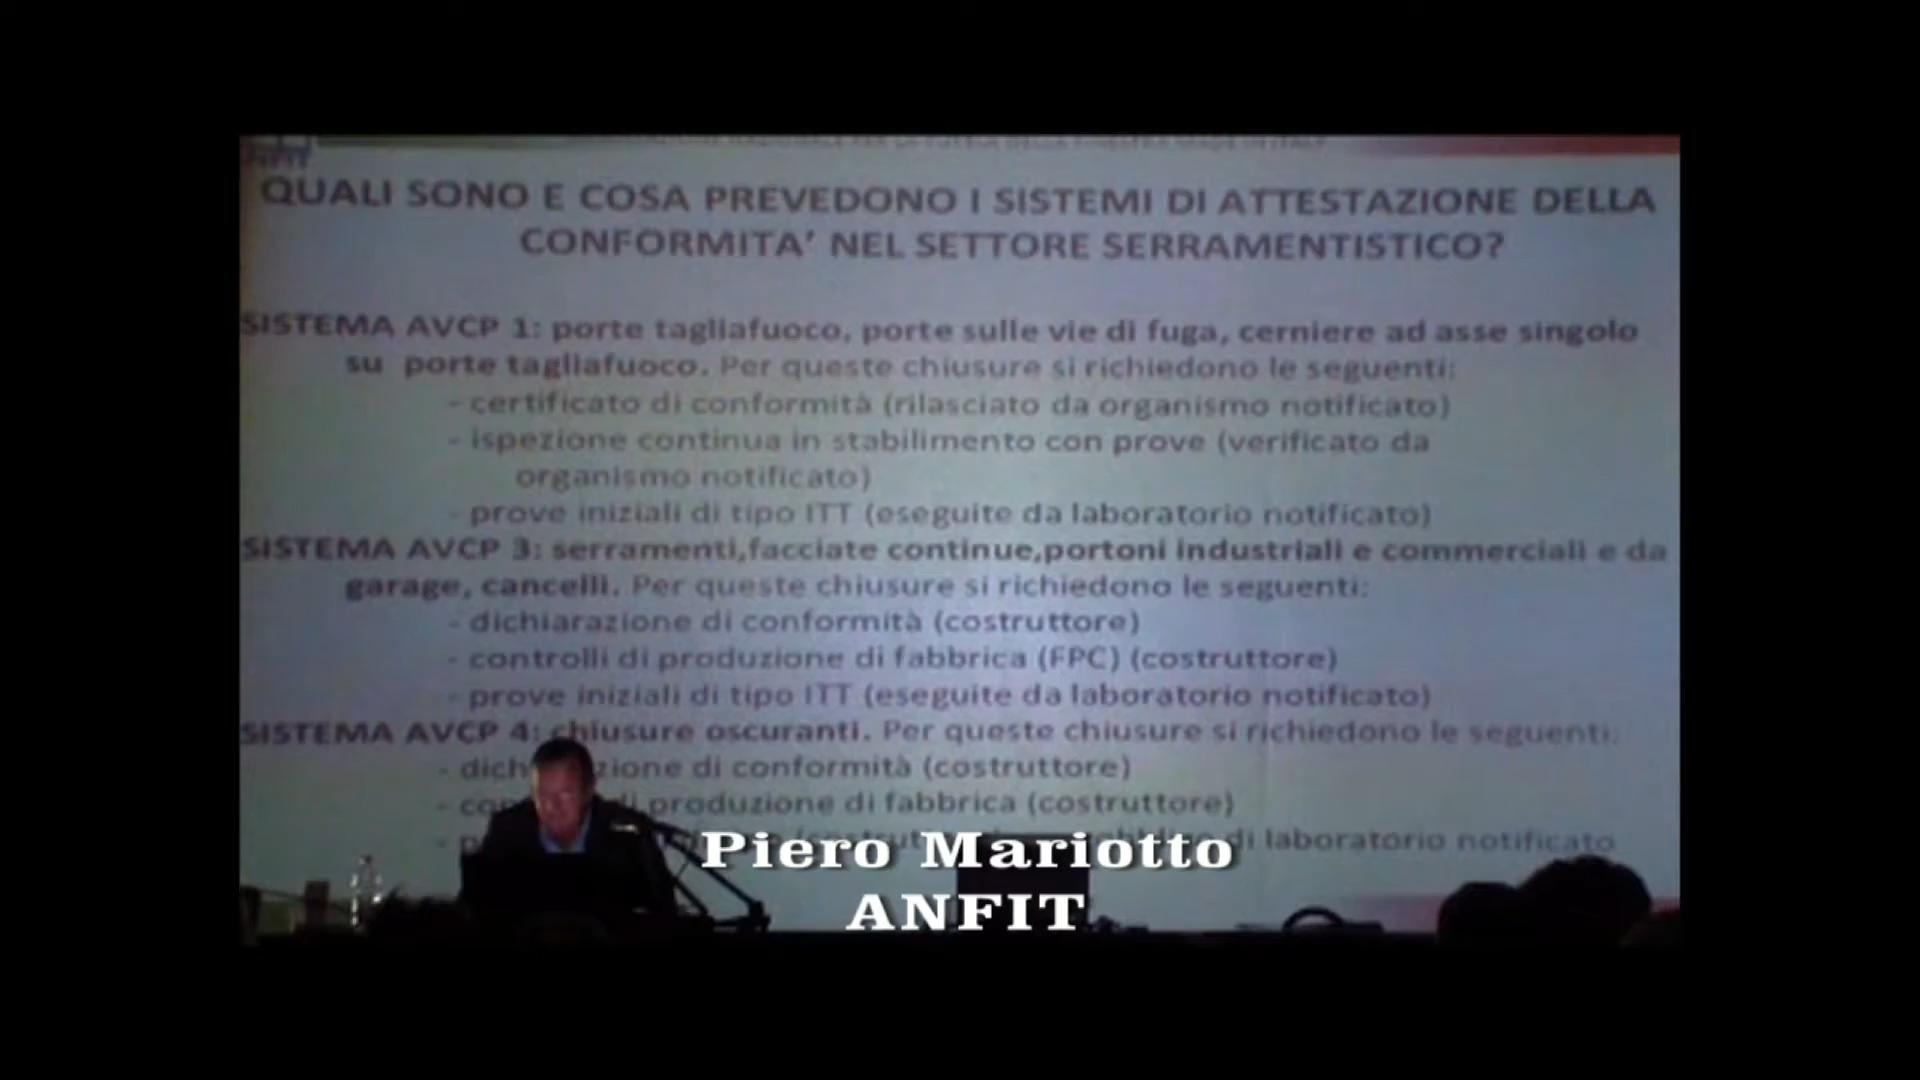 QUALI SONO E COSA PREVEDONO I SISTEMI DI ATTESTAZIONE DELLA
CONFORMITA' NEL SETTORE SERRAMENTISTICO?
SISTEMA AVCP 1: porte tagliafuoco, porte sulle vie di fuga, cerniere ad asse singolo
su porte tagliafuoco. Per queste chiusure si richiedono le seguenti:
- certificato di conformità (rilasciato da organismo notificato)
- ispezione continua in stabilimento con prove (verificato da
organismo notificato)
- prove iniziali di tipo ITT (eseguite da laboratorio notificato)
SISTEMA AVCP 3: serramenti,facciate continue,portoni industriali e commerciali e da
garage, cancelli. Per queste chiusure si richiedono le seguenti:
- dichiarazione di conformità (costruttore)
- controlli di produzione di fabbrica (FPC) (costruttore)
- prove iniziali di tipo ITT (eseguite da laboratorio notificato)
SISTEMA AVCP 4: chiusure oscuranti. Per queste chiusure si richiedono le seguenti:
- di conformità (costruttore)
- di produzione di fabbrica (costruttore)
- di laboratorio notificato
Piero Mariotto
ANFIT